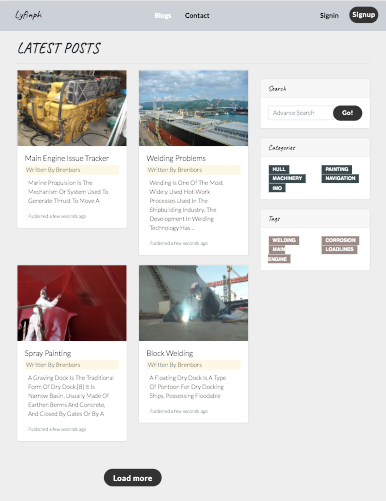 Lyfinph
Blogs
Contact
Signin
Signup
LATEST POSTS
Main Engine Issue Tracker
Written By Brenbors
Marine Propulsion Is The
Mechanism Or System Used To
Generate Thrust To Move A
Published a few seconds ago
Welding Problems
Written By Brenbors
Welding Is One Of The Most
Widely Used Hot-Work
Processes Used In The
Shipbuilding Industry. The
Development In Welding
Technology Has ...
Published a few seconds ago
Spray Painting
Written By Brenbors
A Graving Dock Is The Traditional
Form Of Dry Dock.[8] It Is
Narrow Basin, Usually Made Of
Earthen Berms And Concrete,
And Closed By Gates Or By A
Published a few seconds ago
Block Welding
Written By Brenbors
A Floating Dry Dock Is A Type
Of Pontoon For Dry Docking
Ships, Possessing Floodable
Published a few seconds ago
Load more
Search
Advance Search
Go!
Categories
HULL
PAINTING
MACHINERY
NAVIGATION
IMO
Tags
WELDING
CORROSION
MAIN
ENGINE
LOADLINES